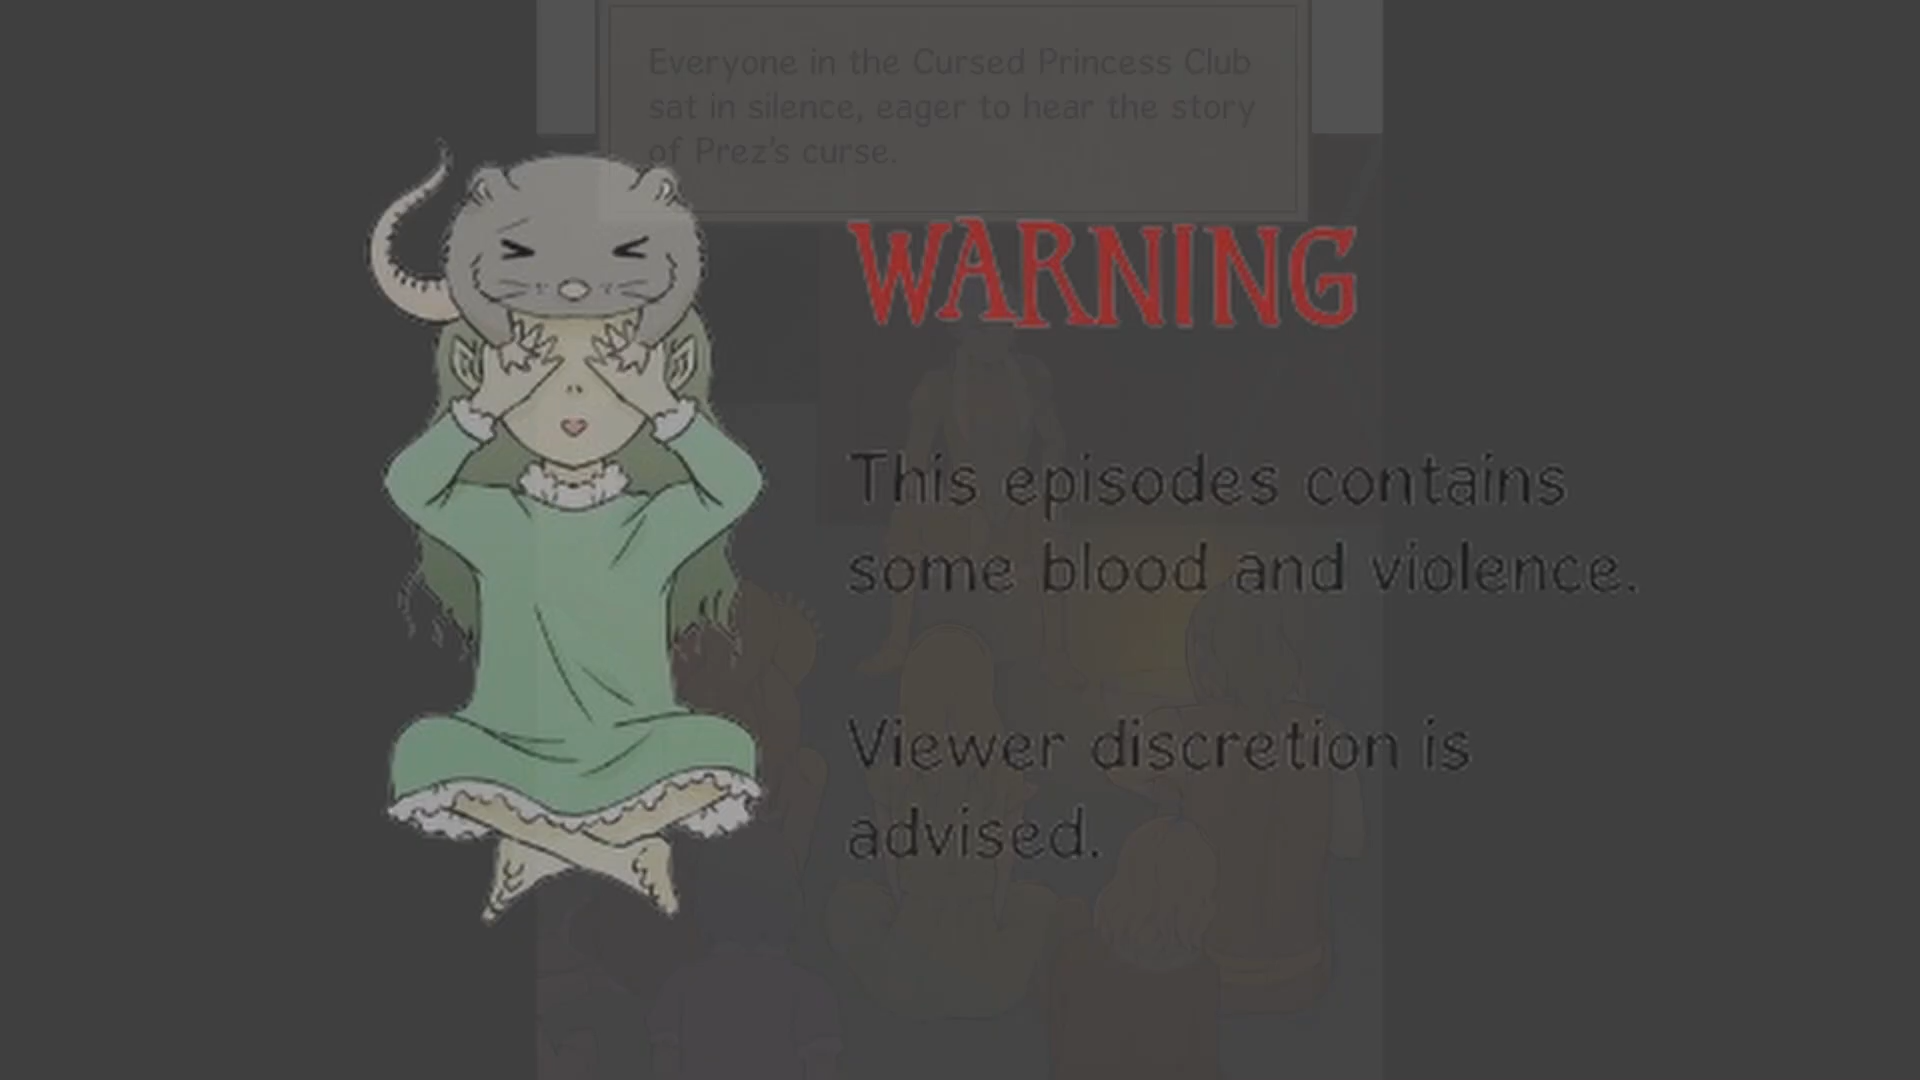 Everyone in the Cursed Princess Club
sat in silence, eager to hear the story
of Prez's curse.
WARNING
This episodes contains
some blood and violence.
Viewer discretion is
advised.